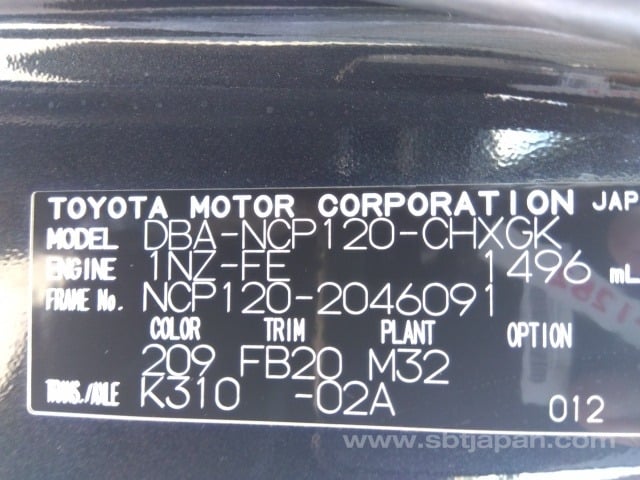 TOYOTA MOTOR CORPORATION JAP
MODEL DBA-NCP120-CHXGK
ENGINE 1NZ-FE 1496 mL
FRAME No. NCP120-2046091
COLOR TRIM PLANT OPTION
209 FB20 M32
TRANS./AXLE K310 -02A 012
www.sbtjapan.com